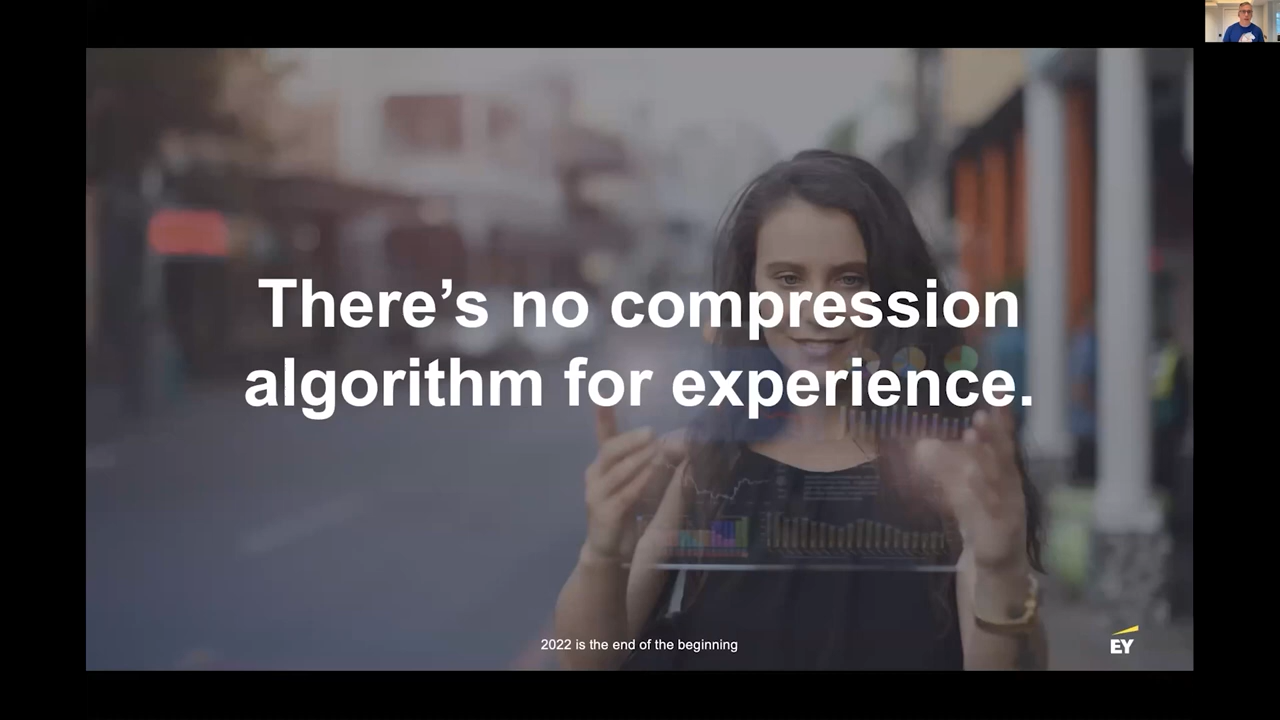 There’s no compression
algorithm for experience.
2022 is the end of the beginning
EY